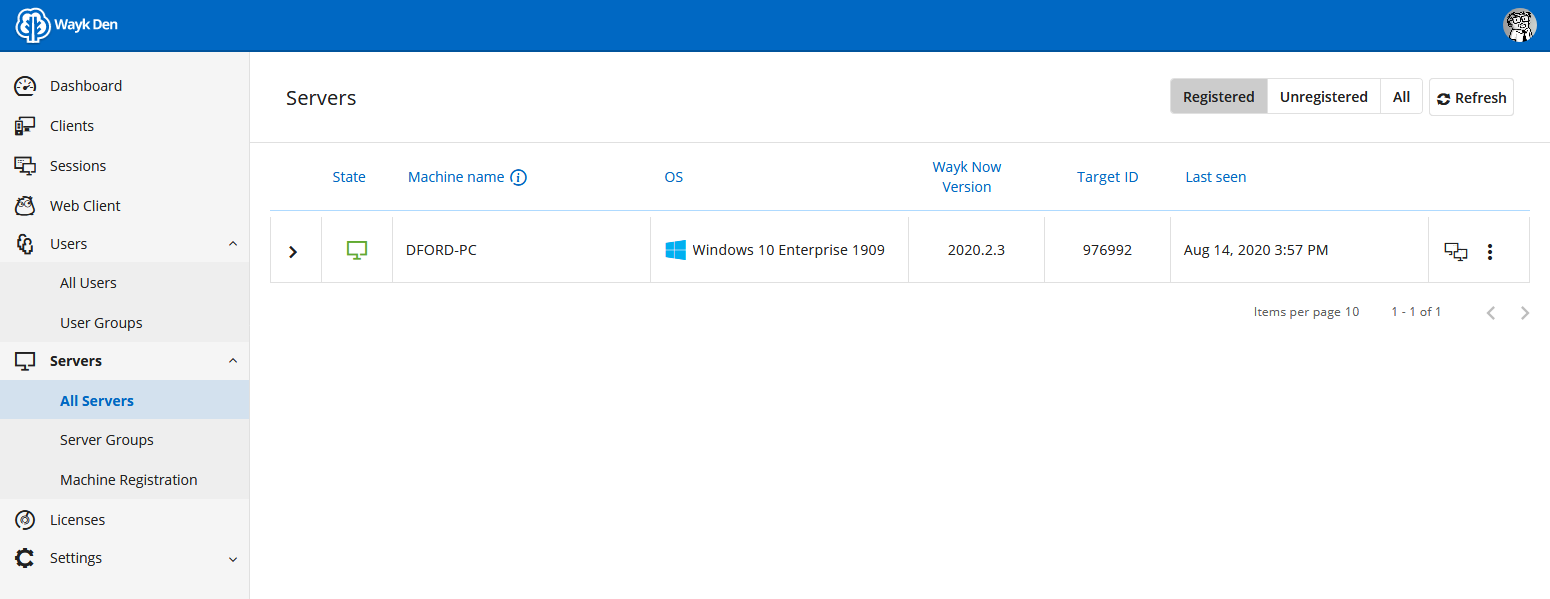 Wayk Den
Dashboard
Clients
Sessions
Web Client
Users
All Users
User Groups
Servers
All Servers
Server Groups
Machine Registration
Licenses
Settings
Servers
Registered Unregistered All Refresh
State Machine name OS Wayk Now Target ID Last seen
Version
DFORD-PC Windows 10 Enterprise 1909 2020.2.3 976992 Aug 14, 2020 3:57 PM
Items per page 10 1 - 1 of 1